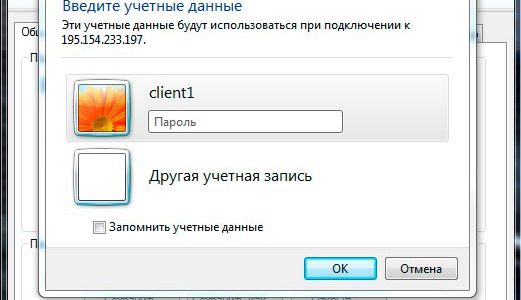 Введите учетные данные
Эти учетные данные будут использоваться при подключении к
195.154.233.197.
client1
Пароль
Другая учетная запись
Запомнить учетные данные
OK
Отмена